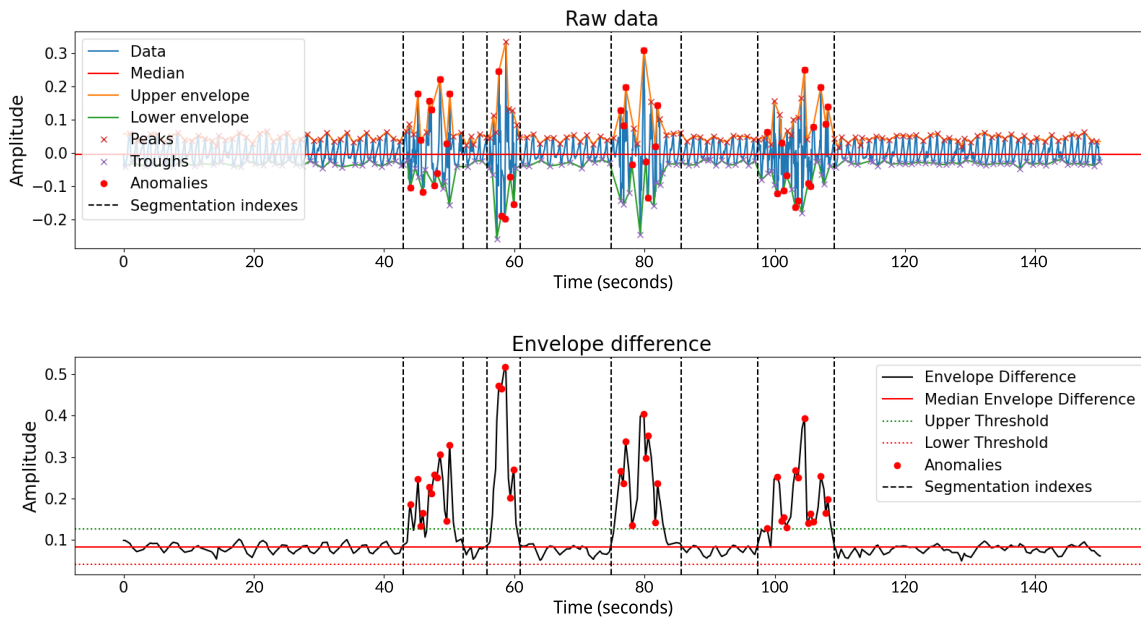 Raw data
Amplitude
0.3
0.2
0.1
0.0
−0.1
−0.2
Data
Median
Upper envelope
Lower envelope
Peaks
Troughs
Anomalies
Segmentation indexes
0 20 40 60 80 100 120 140
Time (seconds)
Envelope difference
Amplitude
0.5
0.4
0.3
0.2
0.1
Envelope Difference
Median Envelope Difference
Upper Threshold
Lower Threshold
Anomalies
Segmentation indexes
0 20 40 60 80 100 120 140
Time (seconds)